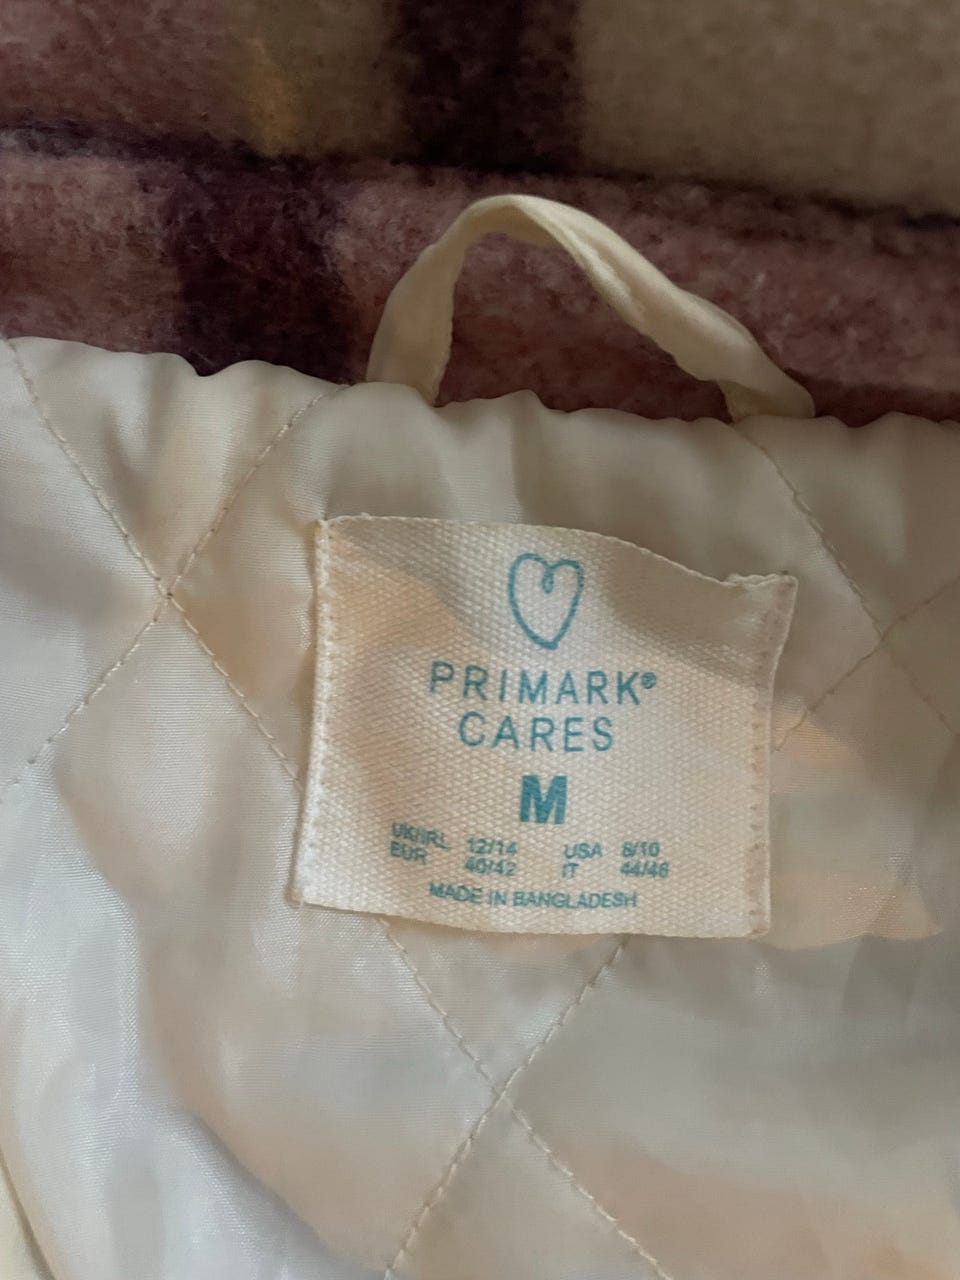 PRIMARK®
CARES
M
UK/IRL 12/14 USA 8/10
EUR 40/42 IT 44/46
MADE IN BANGLADESH